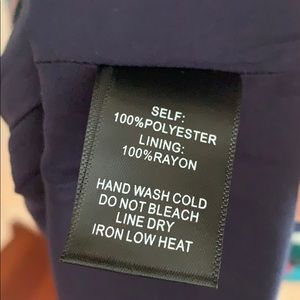 SELF:
100%POLYESTER
LINING:
100%RAYON
HAND WASH COLD
DO NOT BLEACH
LINE DRY
IRON LOW HEAT